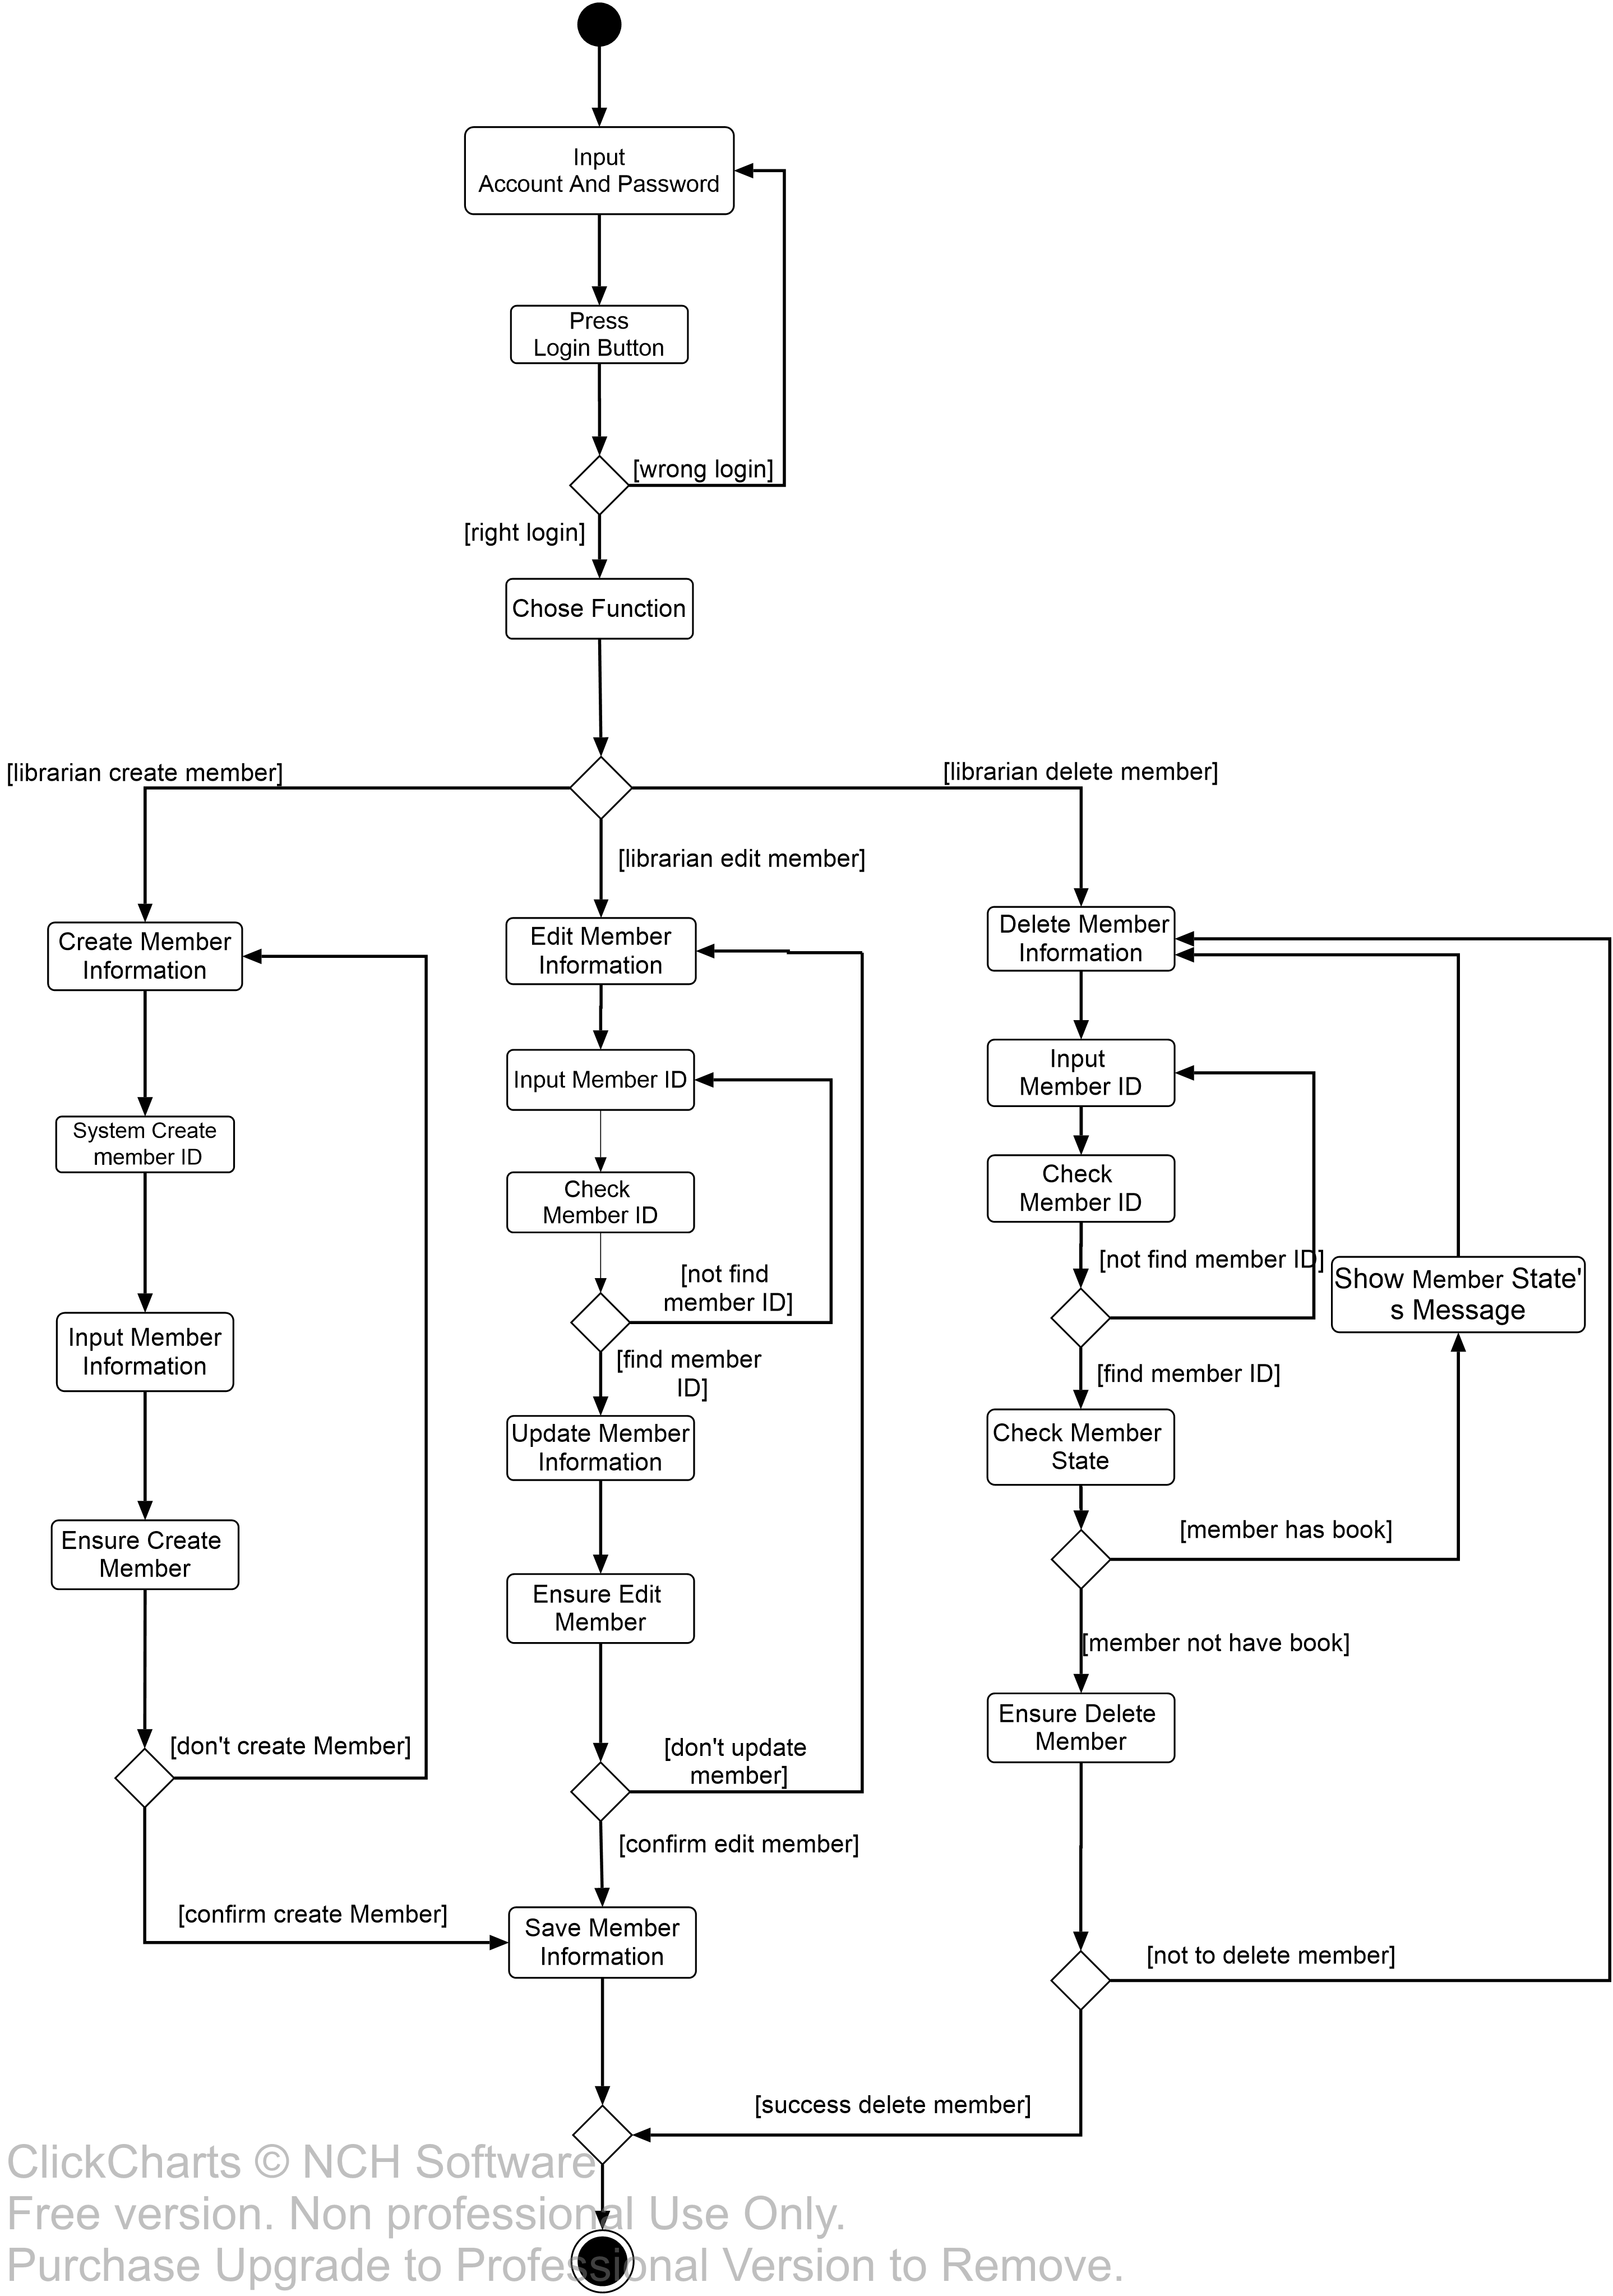 Input
Account And Password
Press
Login Button
[wrong login]
[right login]
Chose Function
[librarian create member]
[librarian delete member]
[librarian edit member]
Create Member
Information
System Create
member ID
Input Member
Information
Ensure Create
Member
[don't create Member]
[confirm create Member]
Edit Member
Information
Input Member ID
Check
Member ID
[not find
member ID]
[find member
ID]
Update Member
Information
Ensure Edit
Member
[don't update
member]
[confirm edit member]
Save Member
Information
Delete Member
Information
Input
Member ID
Check
Member ID
[not find member ID]
Show Member State'
s Message
[find member ID]
Check Member
State
[member has book]
[member not have book]
Ensure Delete
Member
[not to delete member]
[success delete member]
ClickCharts © NCH Software
Free version. Non professional Use Only.
Purchase Upgrade to Professional Version to Remove.